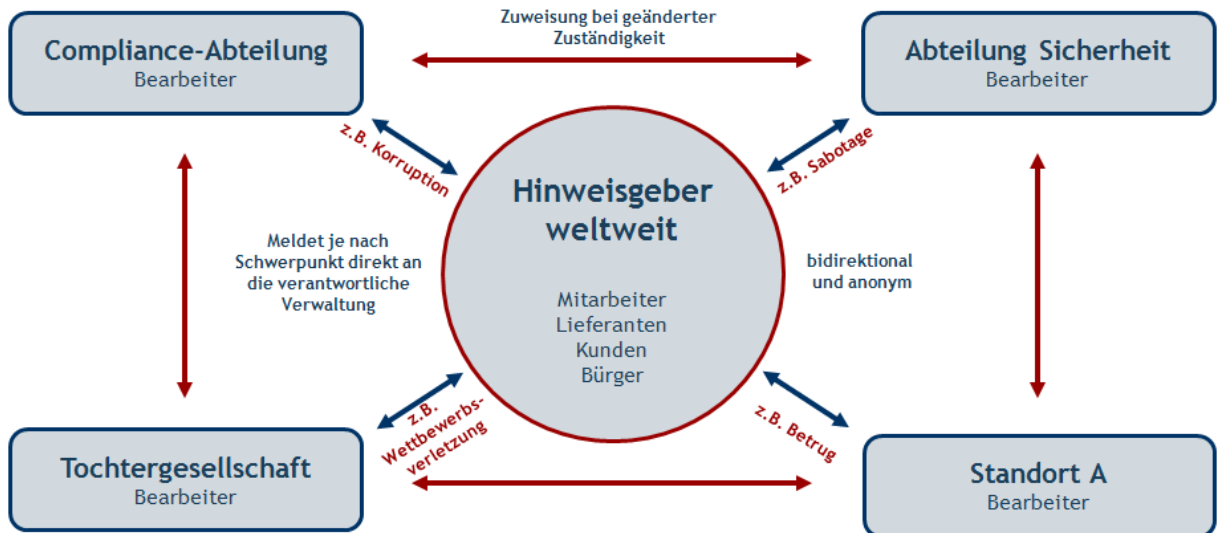 Zuweisung bei geänderter
Zuständigkeit
Compliance-Abteilung
Bearbeiter
Abteilung Sicherheit
Bearbeiter
z.B. Korruption
z.B. Sabotage
Hinweisgeber
weltweit
Mitarbeiter
Lieferanten
Kunden
Bürger
Meldet je nach
Schwerpunkt direkt an
die verantwortliche
Verwaltung
bidirektional
und anonym
z.B.
Wettbewerbs-
verletzung
z.B. Betrug
Tochtergesellschaft
Bearbeiter
Standort A
Bearbeiter